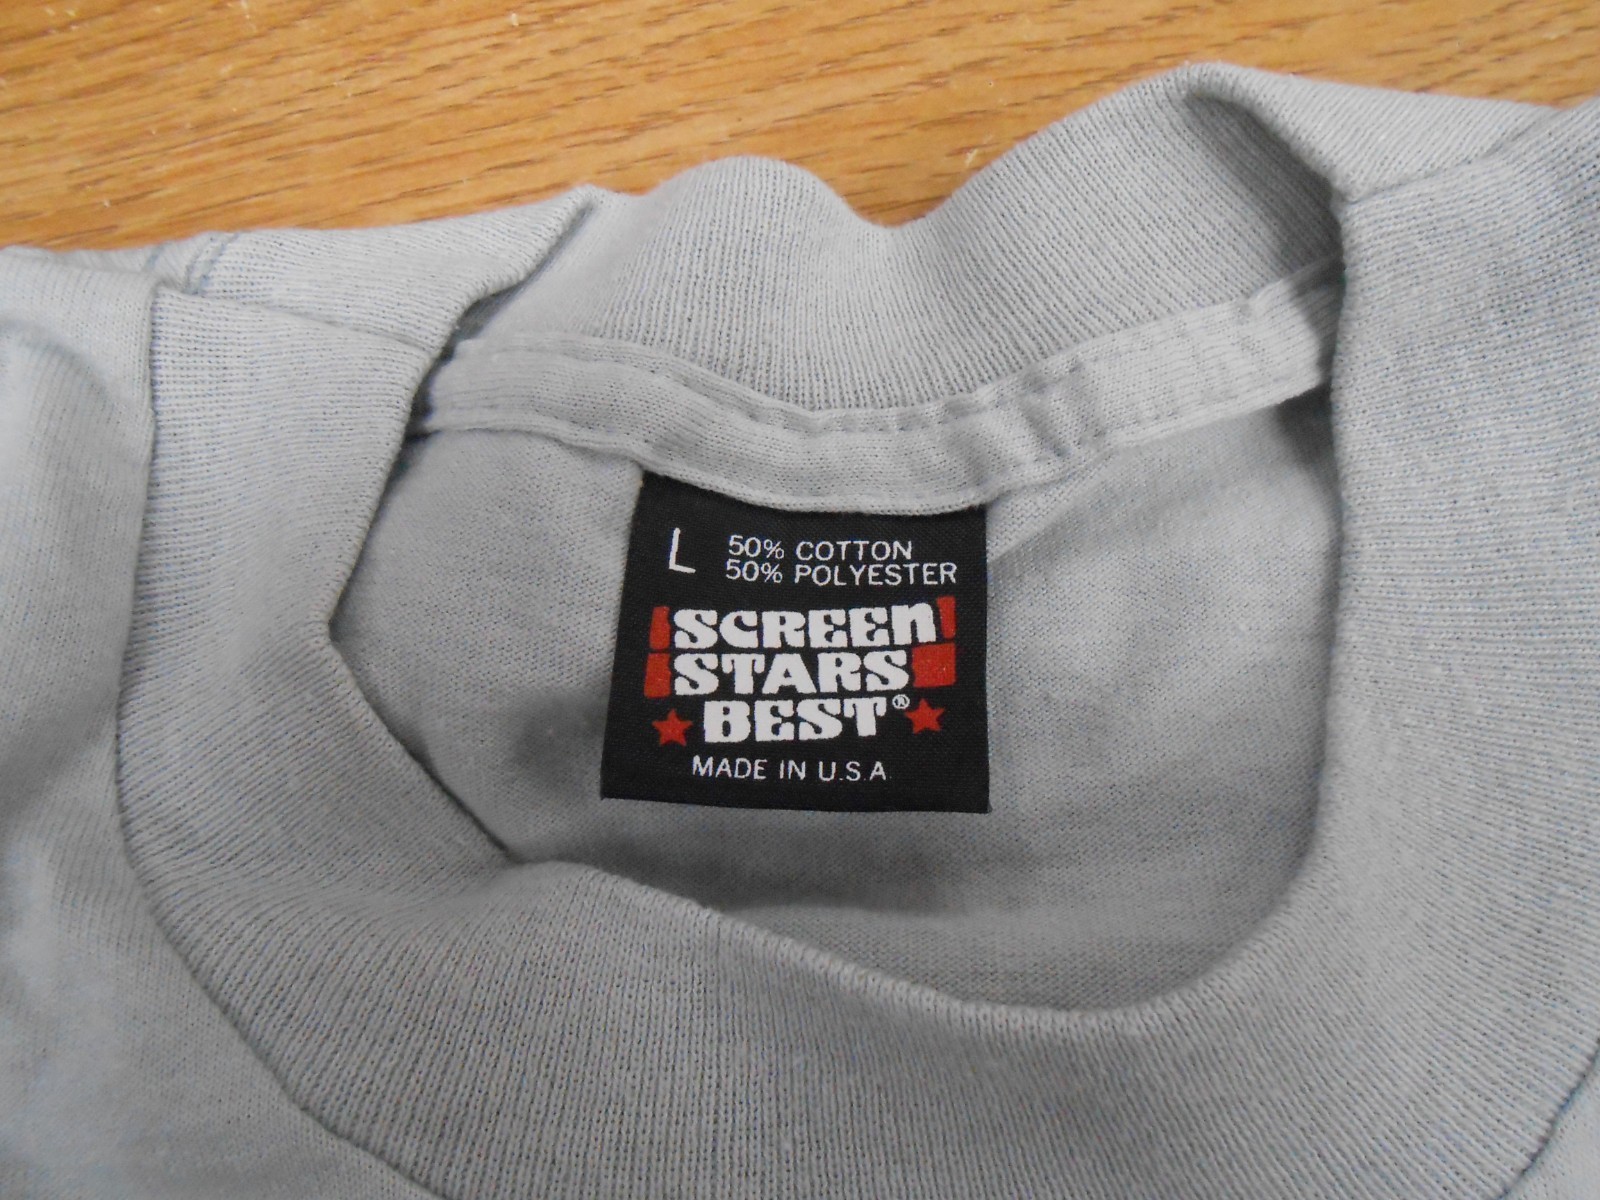 L 50% COTTON
50% POLYESTER
SCREEN
STARS
BEST®
MADE IN U.S.A